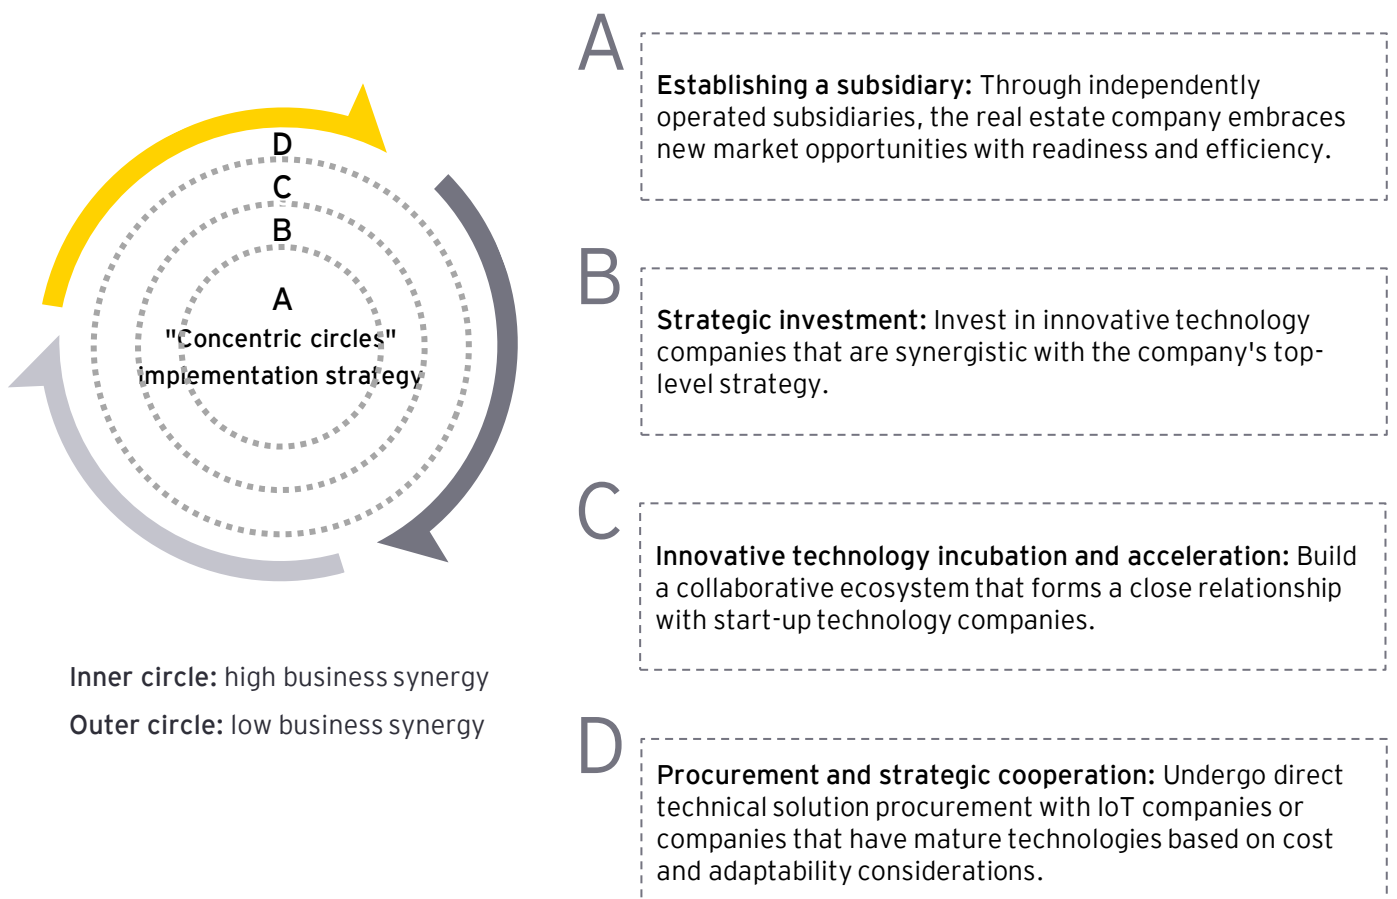 D
C
B
A
"Concentric circles"
implementation strategy
Inner circle: high business synergy
Outer circle: low business synergy
A
Establishing a subsidiary: Through independently
operated subsidiaries, the real estate company embraces
new market opportunities with readiness and efficiency.
B
Strategic investment: Invest in innovative technology
companies that are synergistic with the company's top-
level strategy.
C
Innovative technology incubation and acceleration: Build
a collaborative ecosystem that forms a close relationship
with start-up technology companies.
D
Procurement and strategic cooperation: Undergo direct
technical solution procurement with IoT companies or
companies that have mature technologies based on cost
and adaptability considerations.